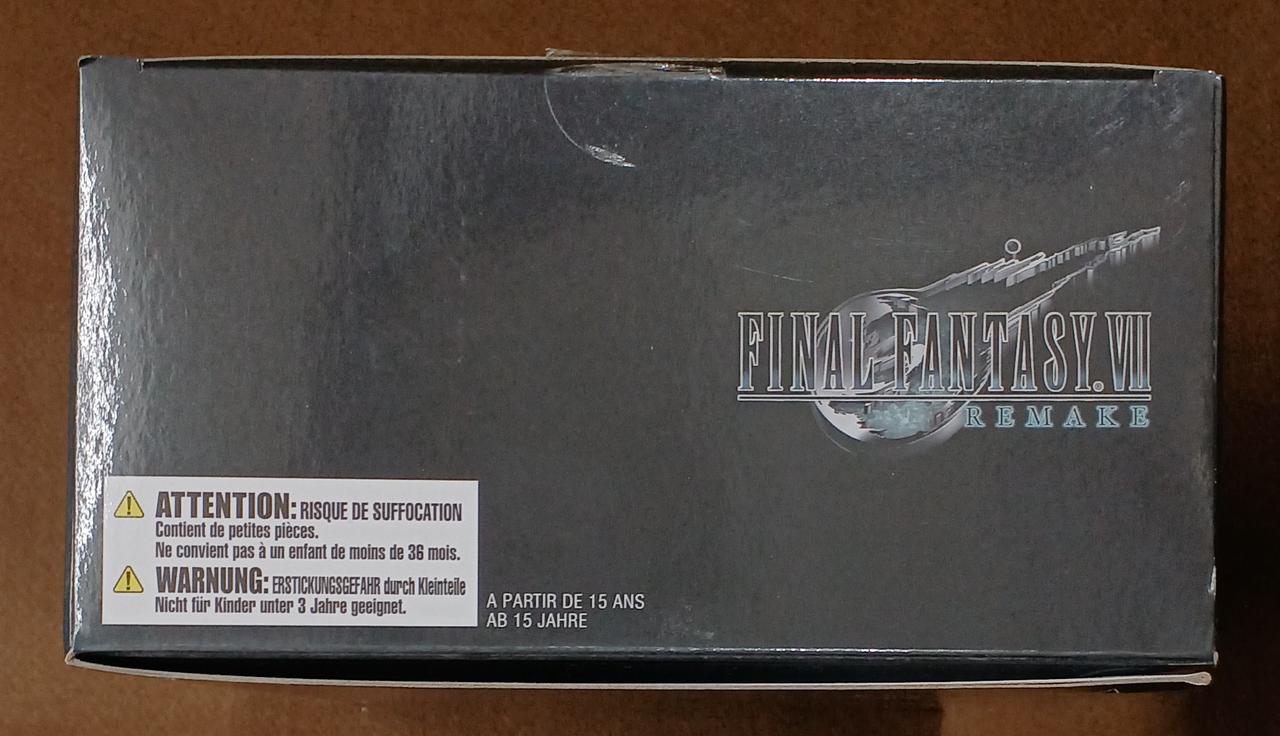 FINAL FANTASY.VII
REMAKE
ATTENTION: RISQUE DE SUFFOCATION
Contient de petites pièces.
Ne convient pas à un enfant de moins de 36 mois.
WARNUNG: ERSTICKUNGSGEFAHR durch Kleinteile
Nicht für Kinder unter 3 Jahre geeignet.
A PARTIR DE 15 ANS
AB 15 JAHRE